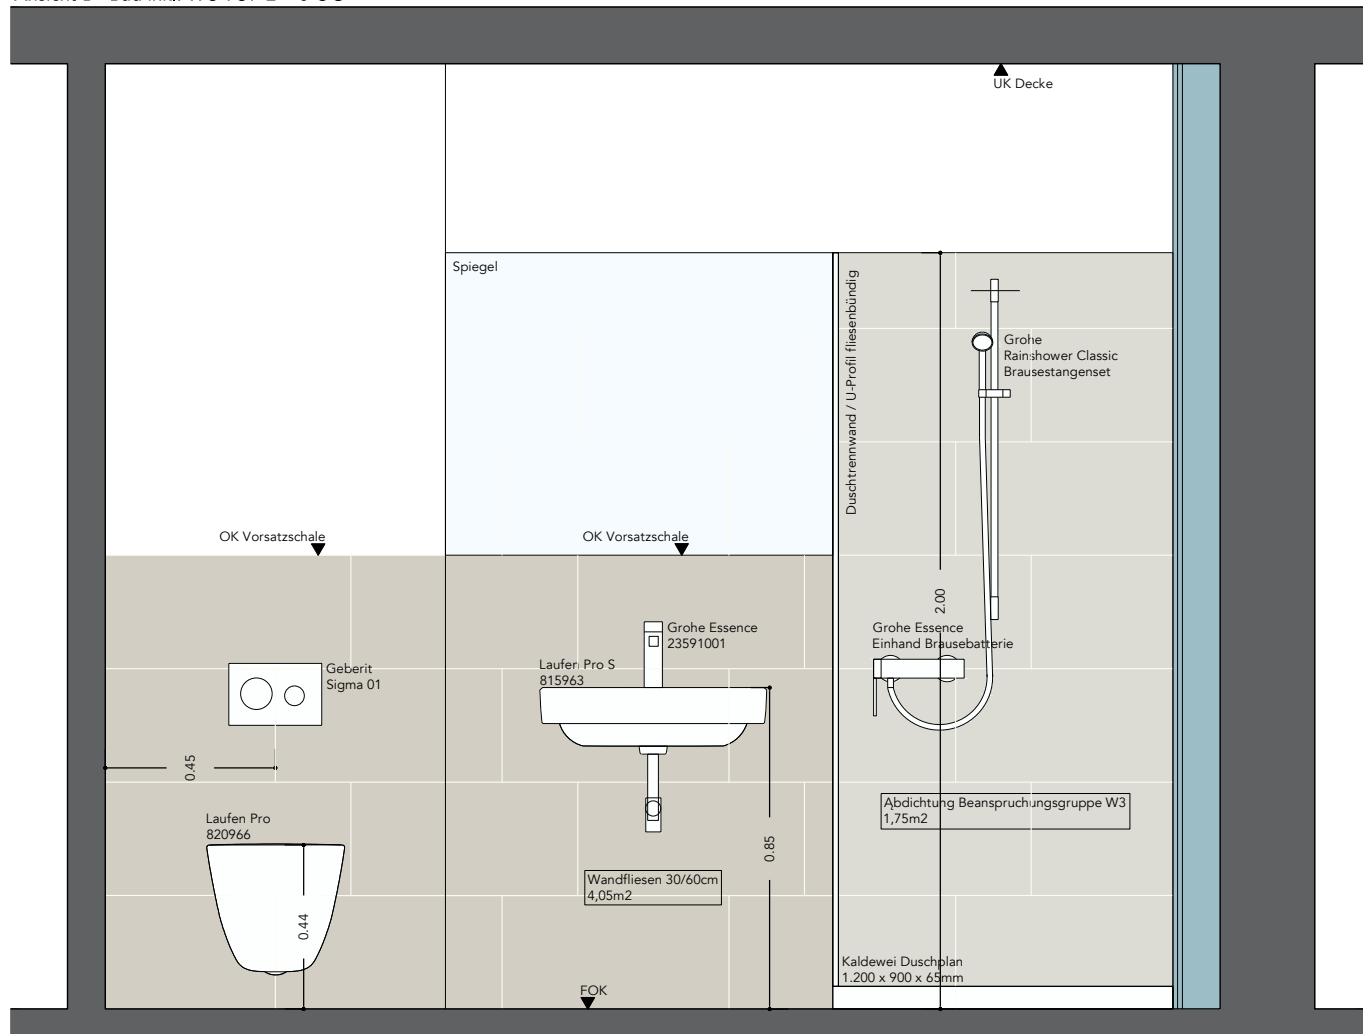 UK Decke
Spiegel
Duschtrennwand / U-Profil fliesenbündig
Grohe
Rainshower Classic
Brausestangenset
OK Vorsatzschale
OK Vorsatzschale
2.00
Grohe Essence
23591001
Grohe Essence
Einhand Brausebatterie
Laufen Pro S
815963
Geberit
Sigma 01
0.45
Abdichtung Beanspruchungsgruppe W3
1,75m2
Laufen Pro
820966
0.85
Wandfliesen 30/60cm
4,05m2
0.44
Kaldewei Duschplan
1.200 x 900 x 65mm
FOK